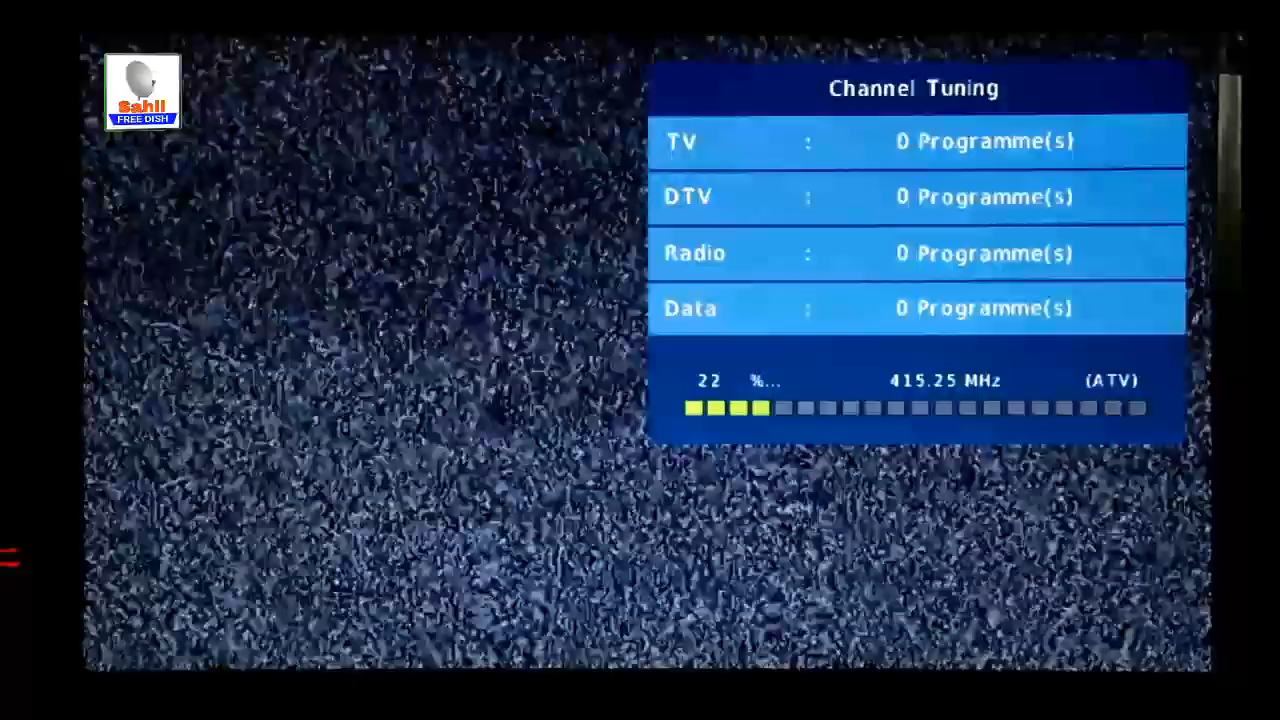 Sahil
FREE DISH
Channel Tuning
TV : 0 Programme(s)
DTV : 0 Programme(s)
Radio : 0 Programme(s)
Data : 0 Programme(s)
22 %... 415.25 MHz (ATV)